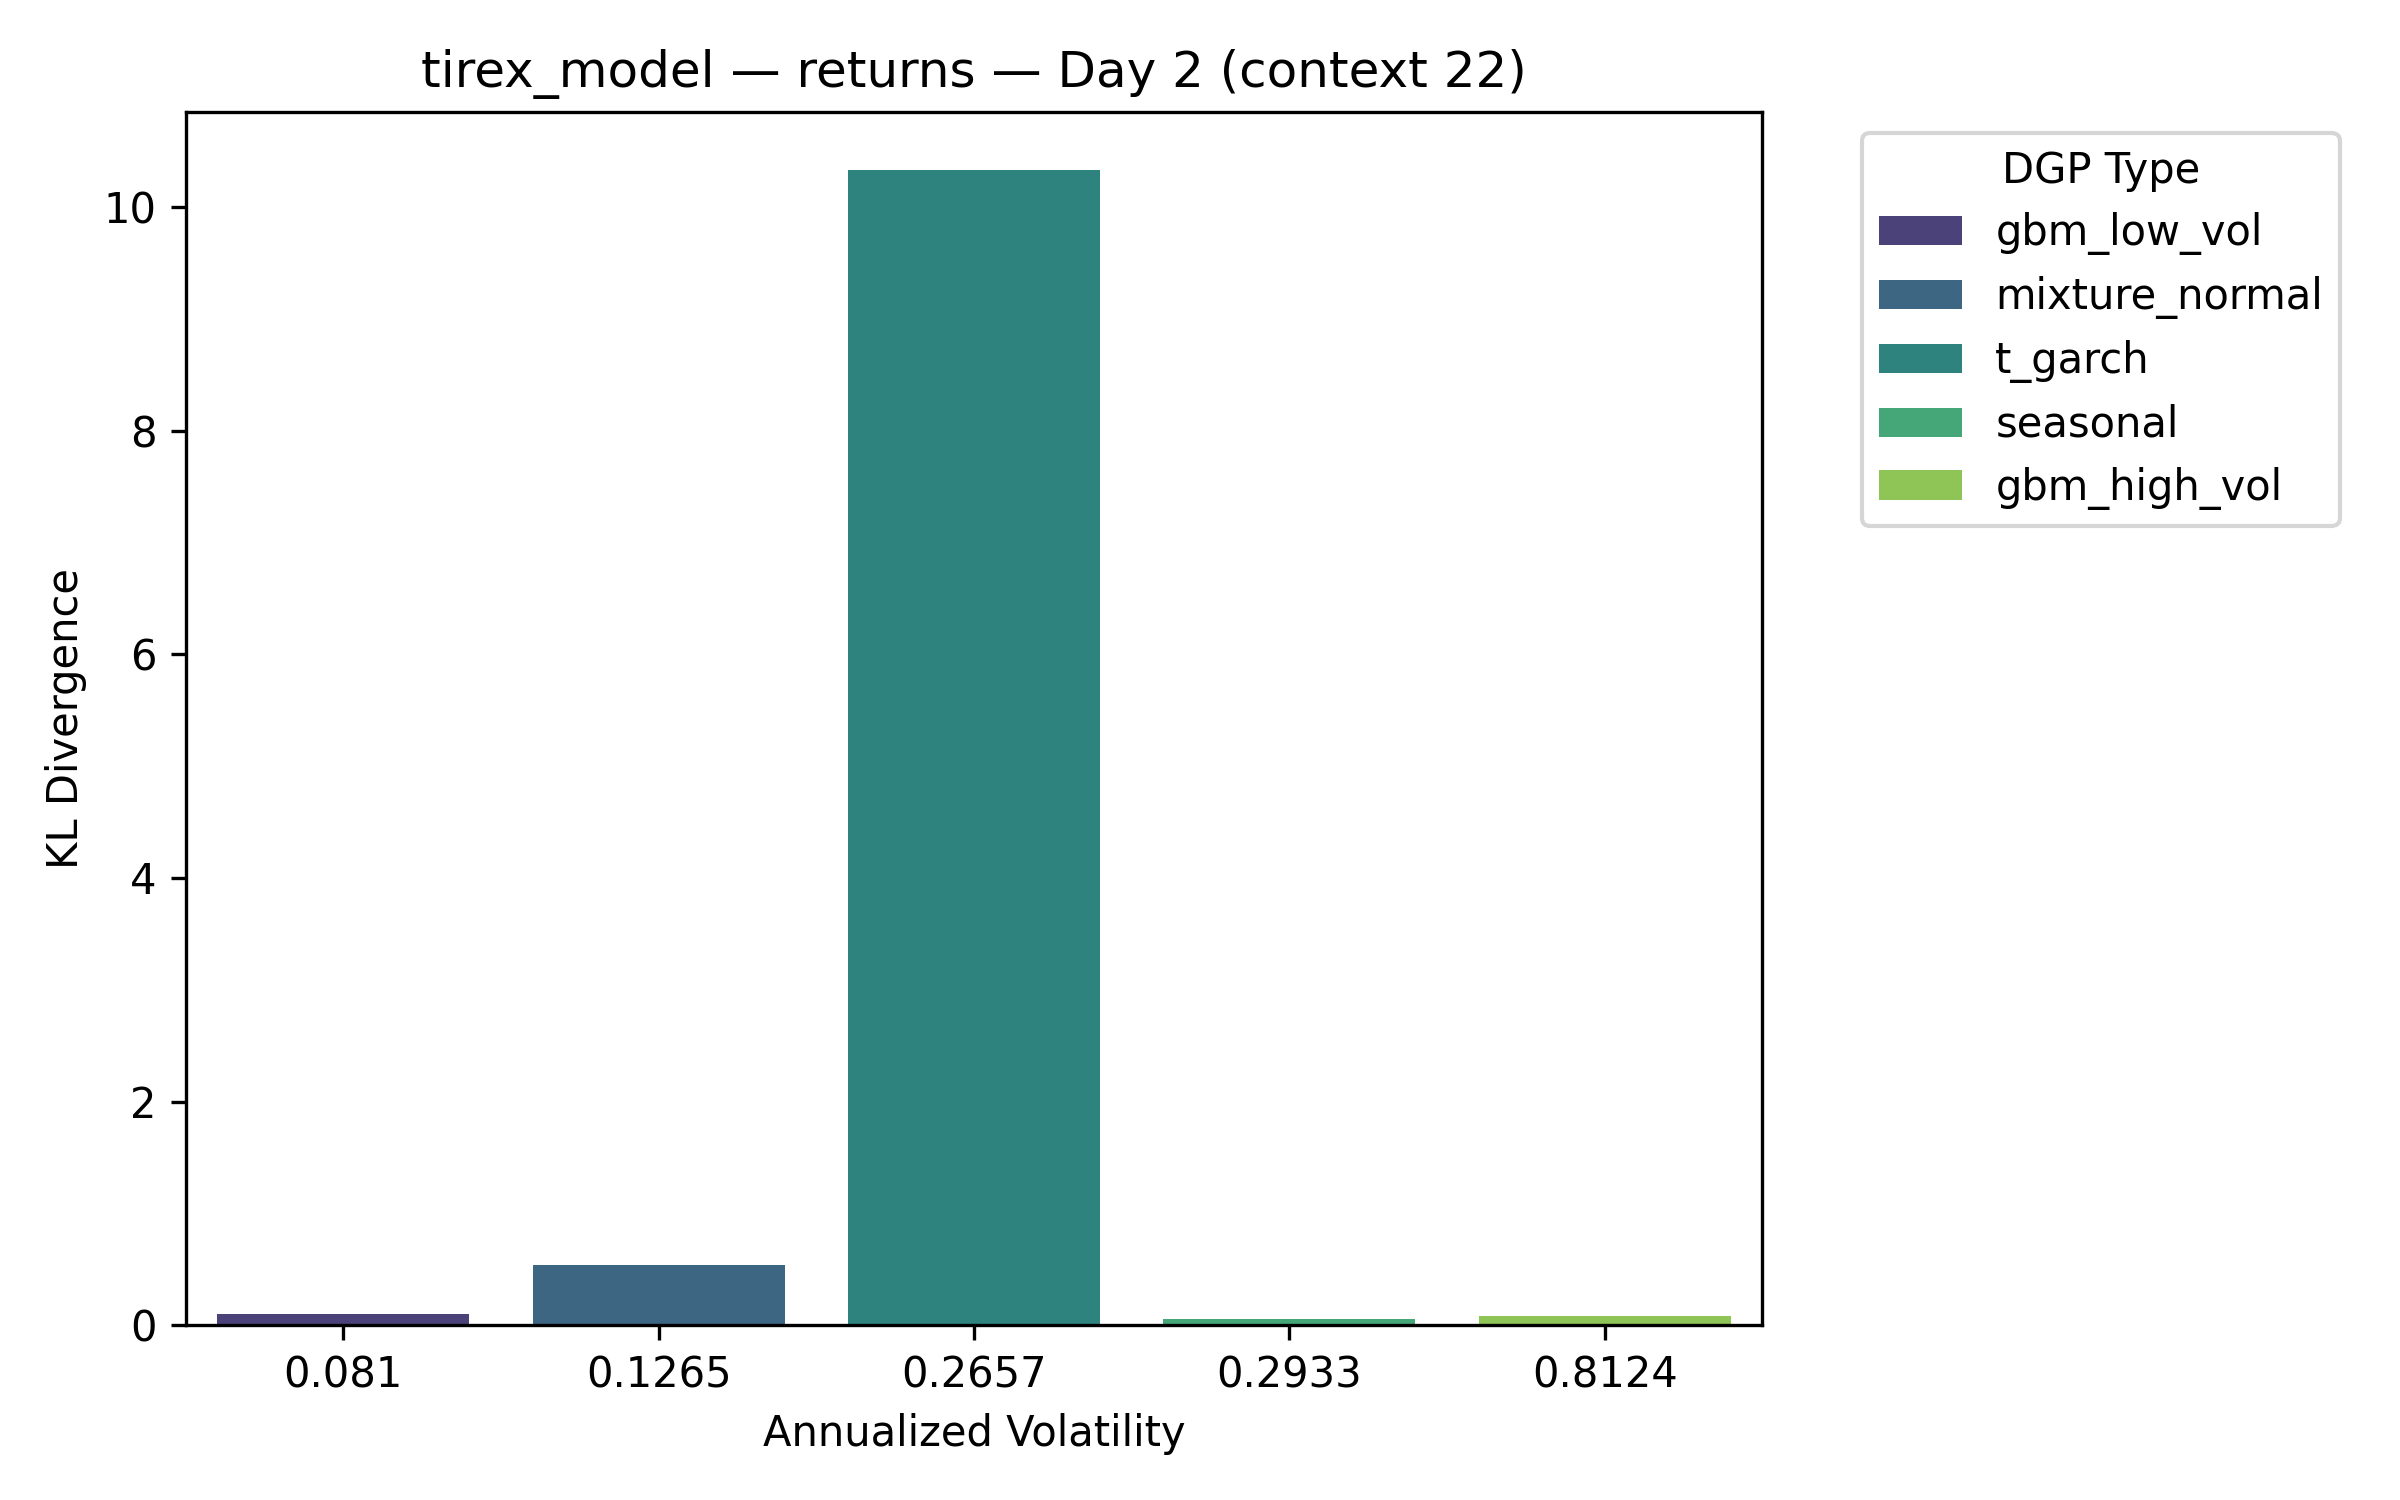 tirex_model — returns — Day 2 (context 22)
KL Divergence
10
8
6
4
2
0
0.081
0.1265
0.2657
0.2933
0.8124
Annualized Volatility
DGP Type
gbm_low_vol
mixture_normal
t_garch
seasonal
gbm_high_vol